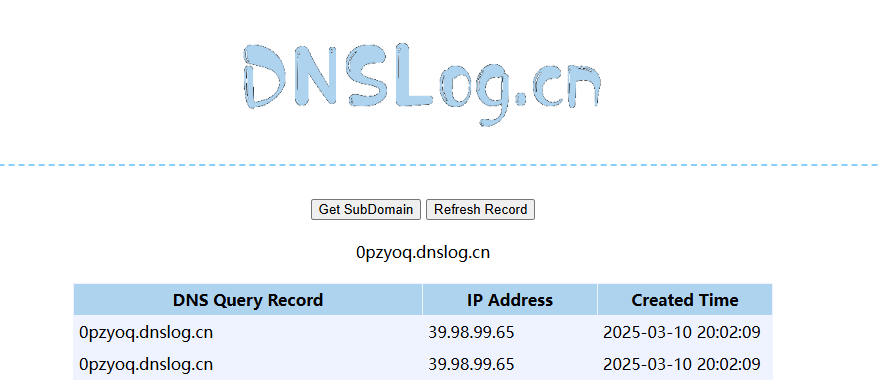 DNSLog.cn
Get SubDomain Refresh Record
0pzyoq.dnslog.cn
DNS Query Record IP Address Created Time
0pzyoq.dnslog.cn 39.98.99.65 2025-03-10 20:02:09
0pzyoq.dnslog.cn 39.98.99.65 2025-03-10 20:02:09